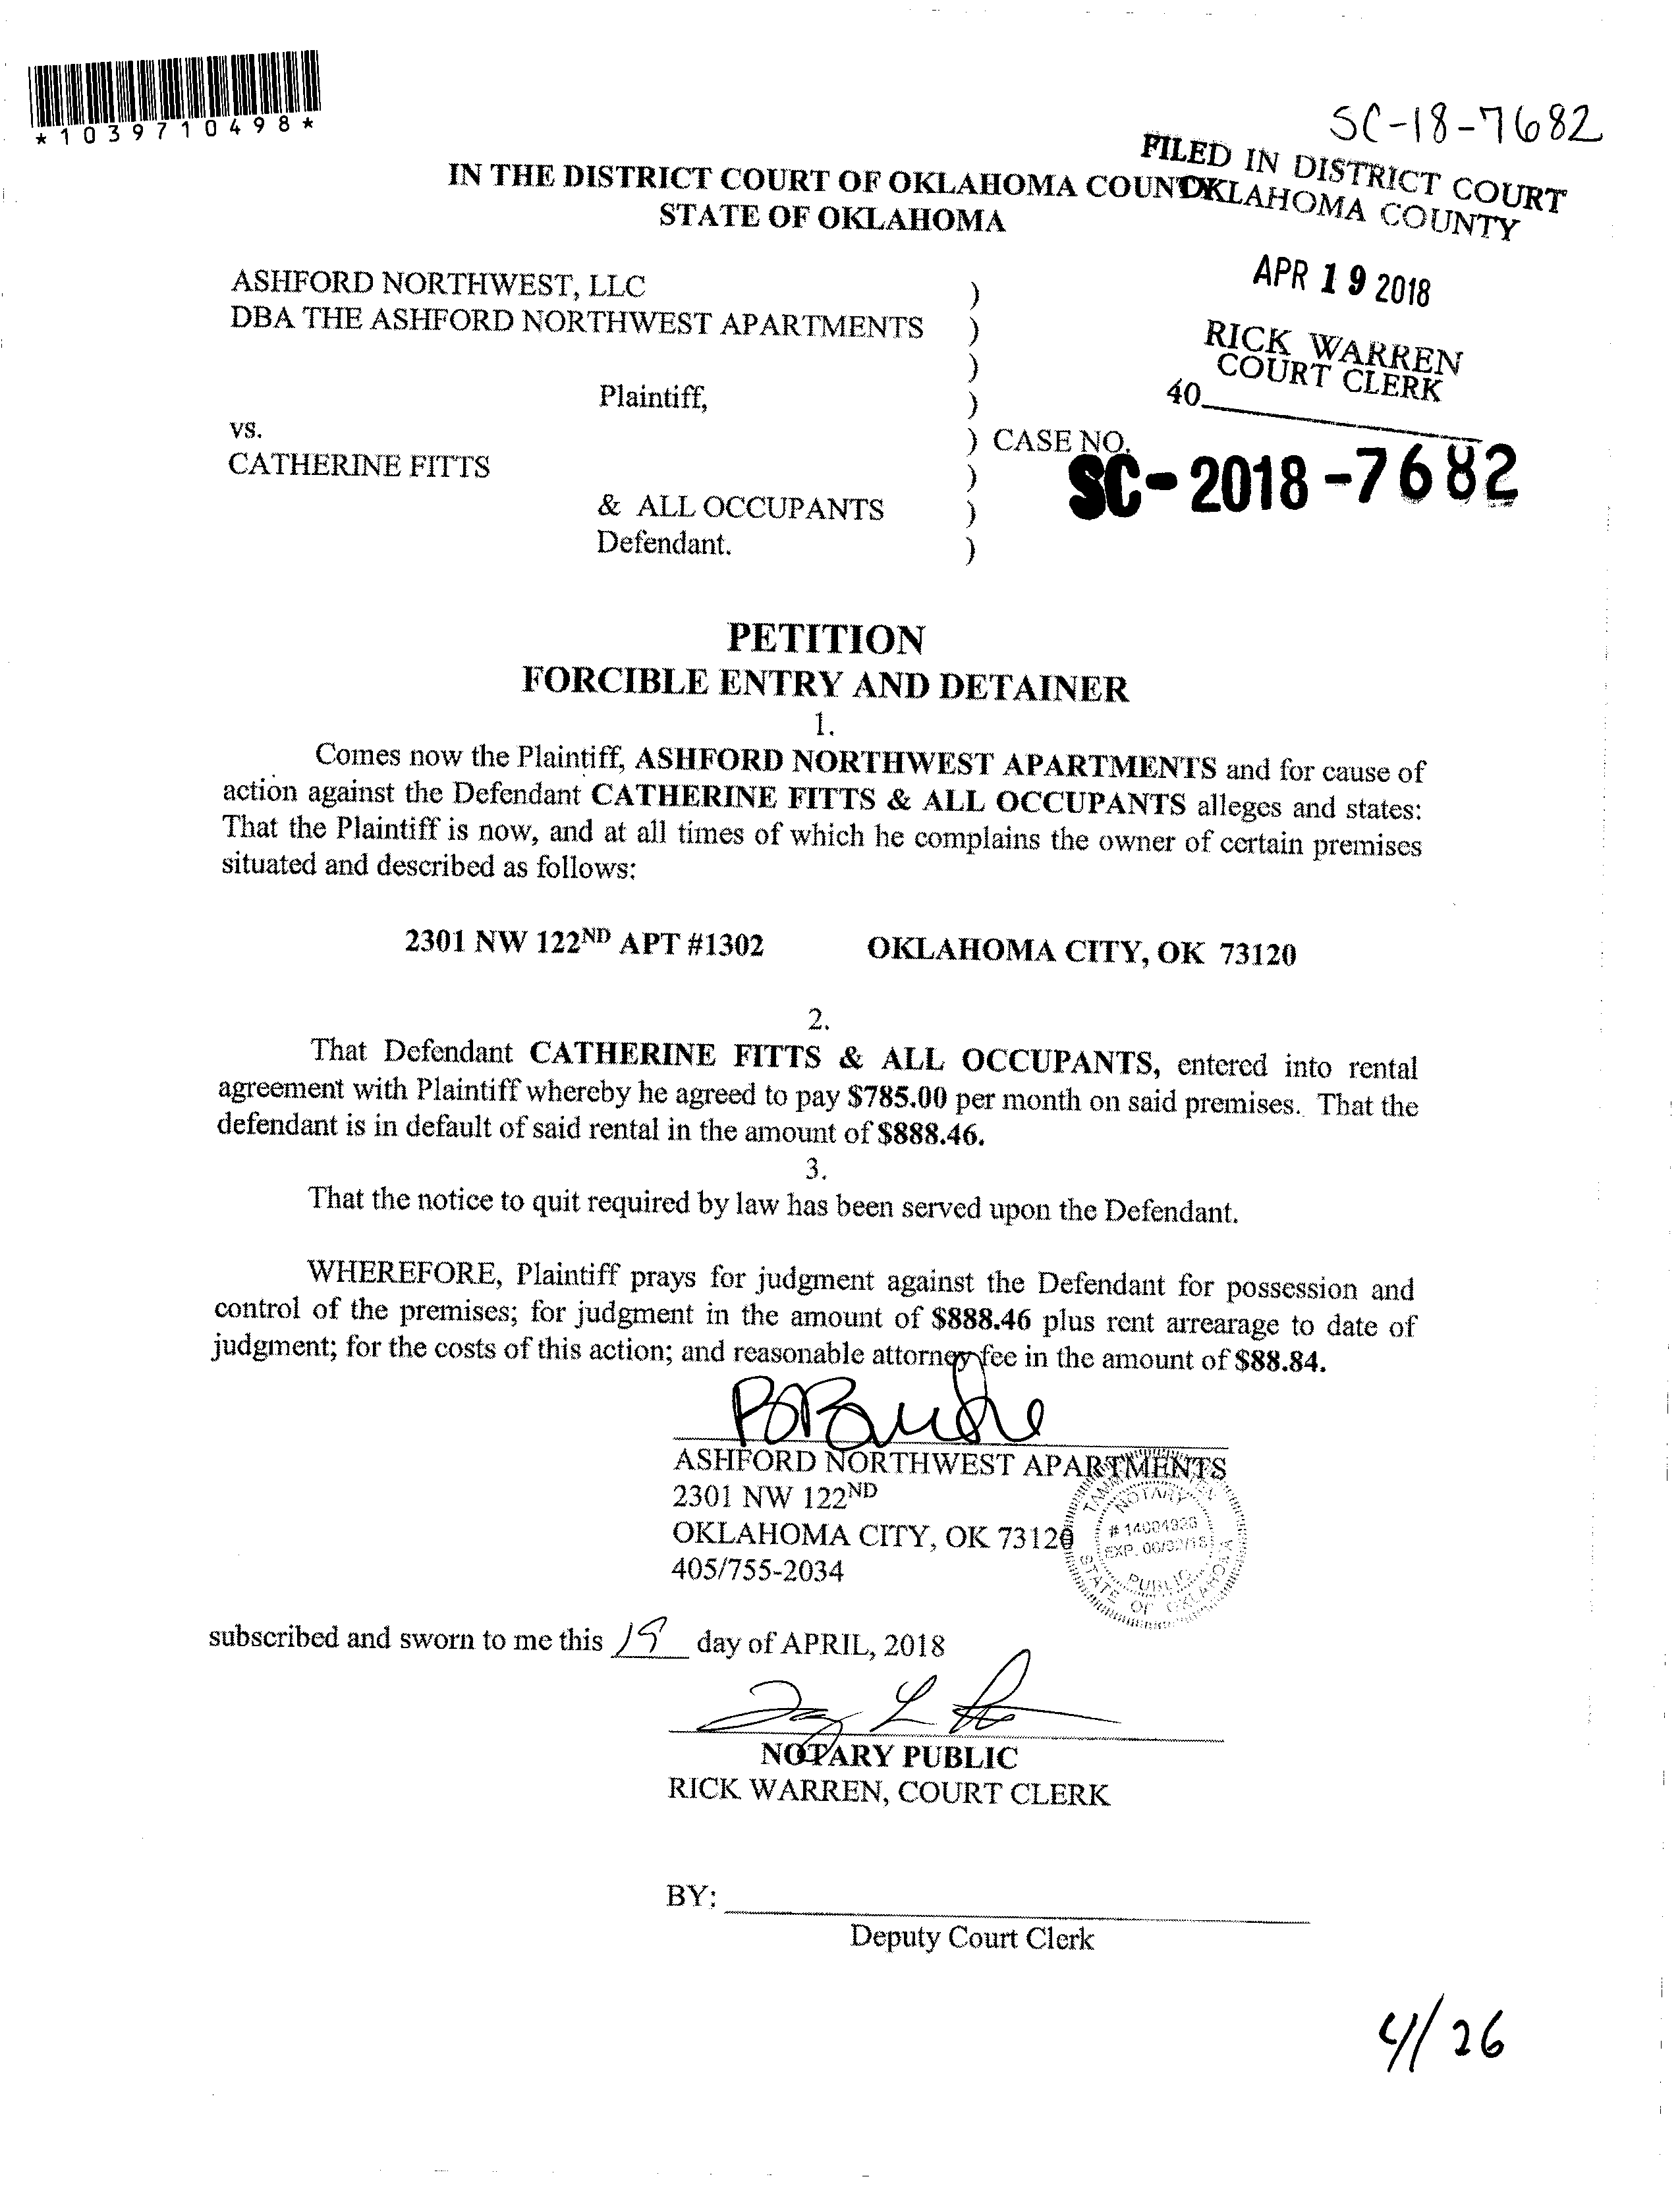 *1039710498*
SC-18-7682
FILED IN DISTRICT COURT
OKLAHOMA COUNTY
IN THE DISTRICT COURT OF OKLAHOMA COUN
STATE OF OKLAHOMA
APR 19 2018
RICK WARREN
COURT CLERK
40
ASHFORD NORTHWEST, LLC )
DBA THE ASHFORD NORTHWEST APARTMENTS )
)
Plaintiff, )
vs. ) CASE NO.
SC-2018-7682
CATHERINE FITTS )
& ALL OCCUPANTS )
Defendant. )
PETITION
FORCIBLE ENTRY AND DETAINER
1.
Comes now the Plaintiff, ASHFORD NORTHWEST APARTMENTS and for cause of
action against the Defendant CATHERINE FITTS & ALL OCCUPANTS alleges and states:
That the Plaintiff is now, and at all times of which he complains the owner of certain premises
situated and described as follows:
2301 NW 122ND APT #1302 OKLAHOMA CITY, OK 73120
2.
That Defendant CATHERINE FITTS & ALL OCCUPANTS, entered into rental
agreement with Plaintiff whereby he agreed to pay $785.00 per month on said premises. That the
defendant is in default of said rental in the amount of $888.46.
3.
That the notice to quit required by law has been served upon the Defendant.
WHEREFORE, Plaintiff prays for judgment against the Defendant for possession and
control of the premises; for judgment in the amount of $888.46 plus rent arrearage to date of
judgment; for the costs of this action; and reasonable attorney fee in the amount of $88.84.
ASHFORD NORTHWEST APARTMENTS
2301 NW 122ND
OKLAHOMA CITY, OK 73120
405/755-2034
NOTARY
PUBLIC
STATE OF OKLAHOMA
subscribed and sworn to me this 19 day of APRIL, 2018
NOTARY PUBLIC
RICK WARREN, COURT CLERK
BY:
Deputy Court Clerk
4/26